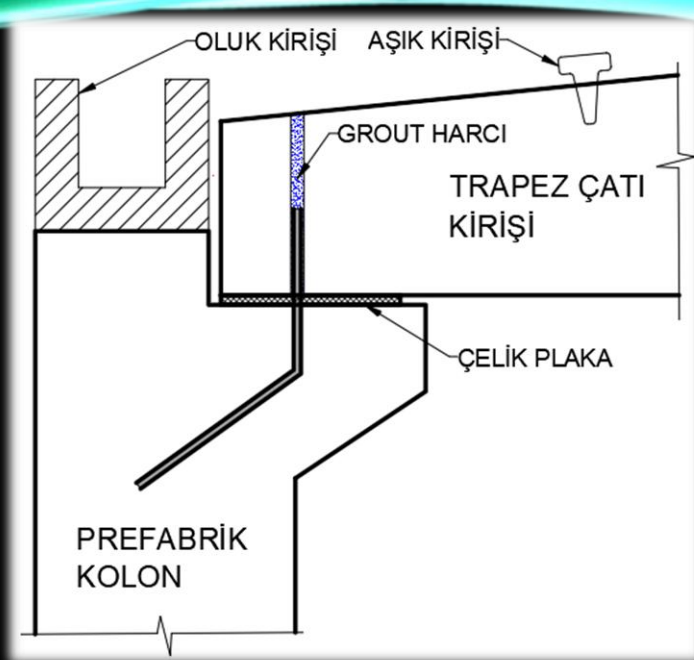 OLUK KİRİŞİ
AŞIK KİRİŞİ
GROUT HARCI
TRAPEZ ÇATI
KİRİŞİ
ÇELİK PLAKA
PREFABRİK
KOLON